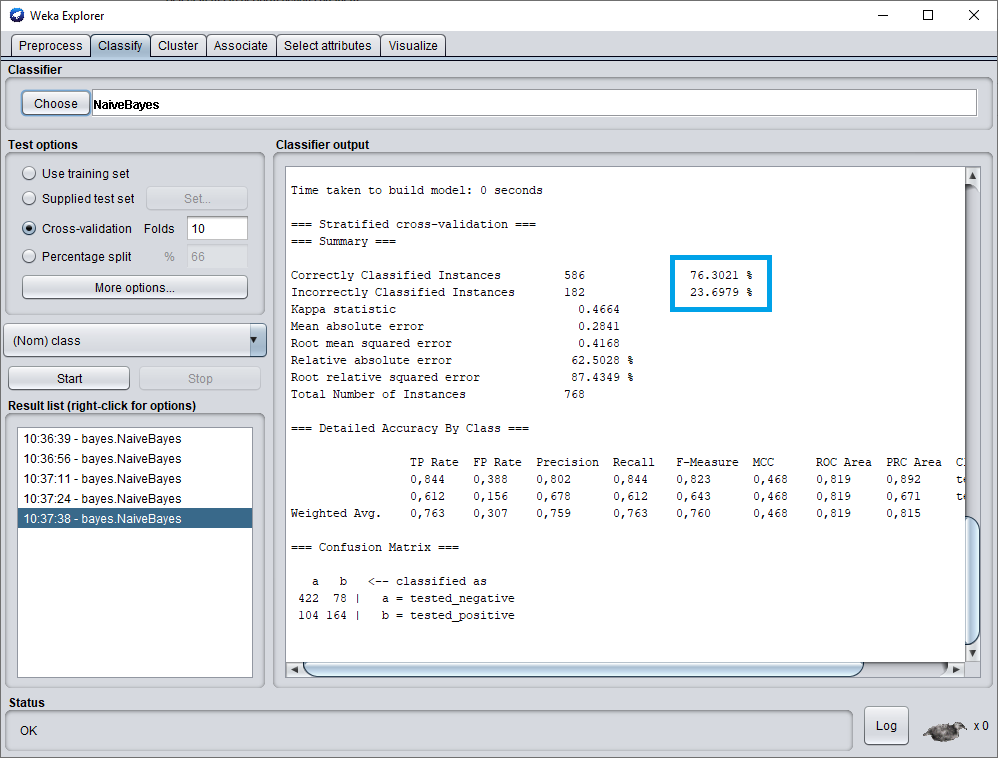 Weka Explorer
Preprocess Classify Cluster Associate Select attributes Visualize
Classifier
Choose NaiveBayes
Test options
Use training set
Supplied test set Set...
Cross-validation Folds 10
Percentage split % 66
More options...
(Nom) class
Start Stop
Result list (right-click for options)
10:36:39 - bayes.NaiveBayes
10:36:56 - bayes.NaiveBayes
10:37:11 - bayes.NaiveBayes
10:37:24 - bayes.NaiveBayes
10:37:38 - bayes.NaiveBayes
Classifier output
Time taken to build model: 0 seconds
=== Stratified cross-validation ===
=== Summary ===
Correctly Classified Instances 586 76.3021 %
Incorrectly Classified Instances 182 23.6979 %
Kappa statistic 0.4664
Mean absolute error 0.2841
Root mean squared error 0.4168
Relative absolute error 62.5028 %
Root relative squared error 87.4349 %
Total Number of Instances 768
=== Detailed Accuracy By Class ===
TP Rate FP Rate Precision Recall F-Measure MCC ROC Area PRC Area
0,844 0,388 0,802 0,844 0,823 0,468 0,819 0,892
0,612 0,156 0,678 0,612 0,643 0,468 0,819 0,671
Weighted Avg. 0,763 0,307 0,759 0,763 0,760 0,468 0,819 0,815
=== Confusion Matrix ===
a b <-- classified as
422 78 | a = tested_negative
104 164 | b = tested_positive
Status
OK
Log x 0